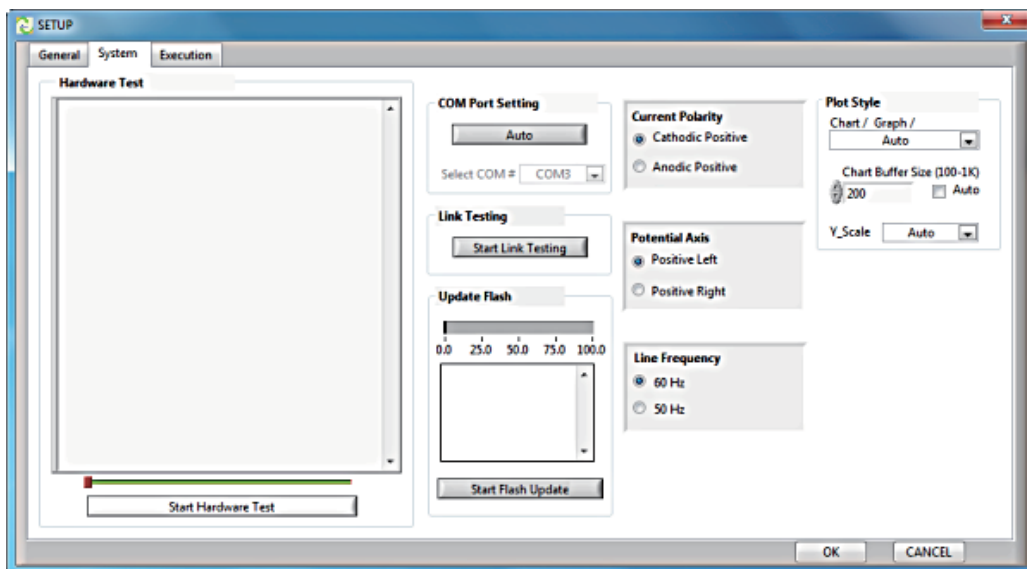 SETUP
x
General System Execution
Hardware Test
Start Hardware Test
COM Port Setting
Auto
Select COM # COM3
Link Testing
Start Link Testing
Update Flash
0.0 25.0 50.0 75.0 100.0
Start Flash Update
Current Polarity
Cathodic Positive
Anodic Positive
Potential Axis
Positive Left
Positive Right
Line Frequency
60 Hz
50 Hz
Plot Style
Chart / Graph /
Auto
Chart Buffer Size (100-1K)
200 Auto
Y_Scale Auto
OK CANCEL